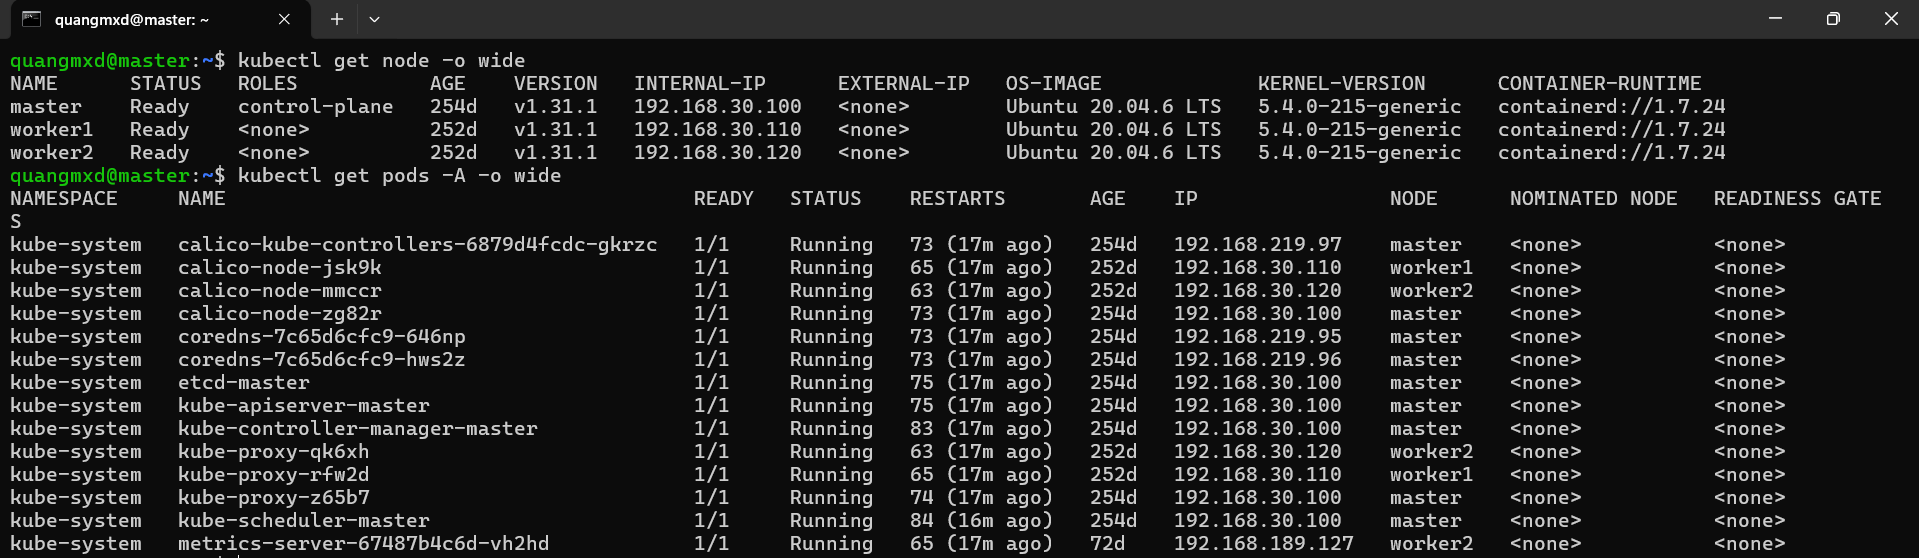 quangmxd@master: ~
quangmxd@master:~$ kubectl get node -o wide
NAME      STATUS   ROLES           AGE    VERSION   INTERNAL-IP      EXTERNAL-IP   OS-IMAGE             KERNEL-VERSION      CONTAINER-RUNTIME
master    Ready    control-plane   254d   v1.31.1   192.168.30.100   <none>        Ubuntu 20.04.6 LTS   5.4.0-215-generic   containerd://1.7.24
worker1   Ready    <none>          252d   v1.31.1   192.168.30.110   <none>        Ubuntu 20.04.6 LTS   5.4.0-215-generic   containerd://1.7.24
worker2   Ready    <none>          252d   v1.31.1   192.168.30.120   <none>        Ubuntu 20.04.6 LTS   5.4.0-215-generic   containerd://1.7.24
quangmxd@master:~$ kubectl get pods -A -o wide
NAMESPACE     NAME                                       READY   STATUS    RESTARTS       AGE    IP                NODE      NOMINATED NODE   READINESS GATE
S
kube-system   calico-kube-controllers-6879d4fcdc-gkrzc   1/1     Running   73 (17m ago)   254d   192.168.219.97    master    <none>           <none>
kube-system   calico-node-jsk9k                          1/1     Running   65 (17m ago)   252d   192.168.30.110    worker1   <none>           <none>
kube-system   calico-node-mmccr                          1/1     Running   63 (17m ago)   252d   192.168.30.120    worker2   <none>           <none>
kube-system   calico-node-zg82r                          1/1     Running   73 (17m ago)   254d   192.168.30.100    master    <none>           <none>
kube-system   coredns-7c65d6cfc9-646np                   1/1     Running   73 (17m ago)   254d   192.168.219.95    master    <none>           <none>
kube-system   coredns-7c65d6cfc9-hws2z                   1/1     Running   73 (17m ago)   254d   192.168.219.96    master    <none>           <none>
kube-system   etcd-master                                1/1     Running   75 (17m ago)   254d   192.168.30.100    master    <none>           <none>
kube-system   kube-apiserver-master                      1/1     Running   75 (17m ago)   254d   192.168.30.100    master    <none>           <none>
kube-system   kube-controller-manager-master             1/1     Running   83 (17m ago)   254d   192.168.30.100    master    <none>           <none>
kube-system   kube-proxy-qk6xh                           1/1     Running   63 (17m ago)   252d   192.168.30.120    worker2   <none>           <none>
kube-system   kube-proxy-rfw2d                           1/1     Running   65 (17m ago)   252d   192.168.30.110    worker1   <none>           <none>
kube-system   kube-proxy-z65b7                           1/1     Running   74 (17m ago)   254d   192.168.30.100    master    <none>           <none>
kube-system   kube-scheduler-master                      1/1     Running   84 (16m ago)   254d   192.168.30.100    master    <none>           <none>
kube-system   metrics-server-67487b4c6d-vh2hd            1/1     Running   65 (17m ago)   72d    192.168.189.127   worker2   <none>           <none>